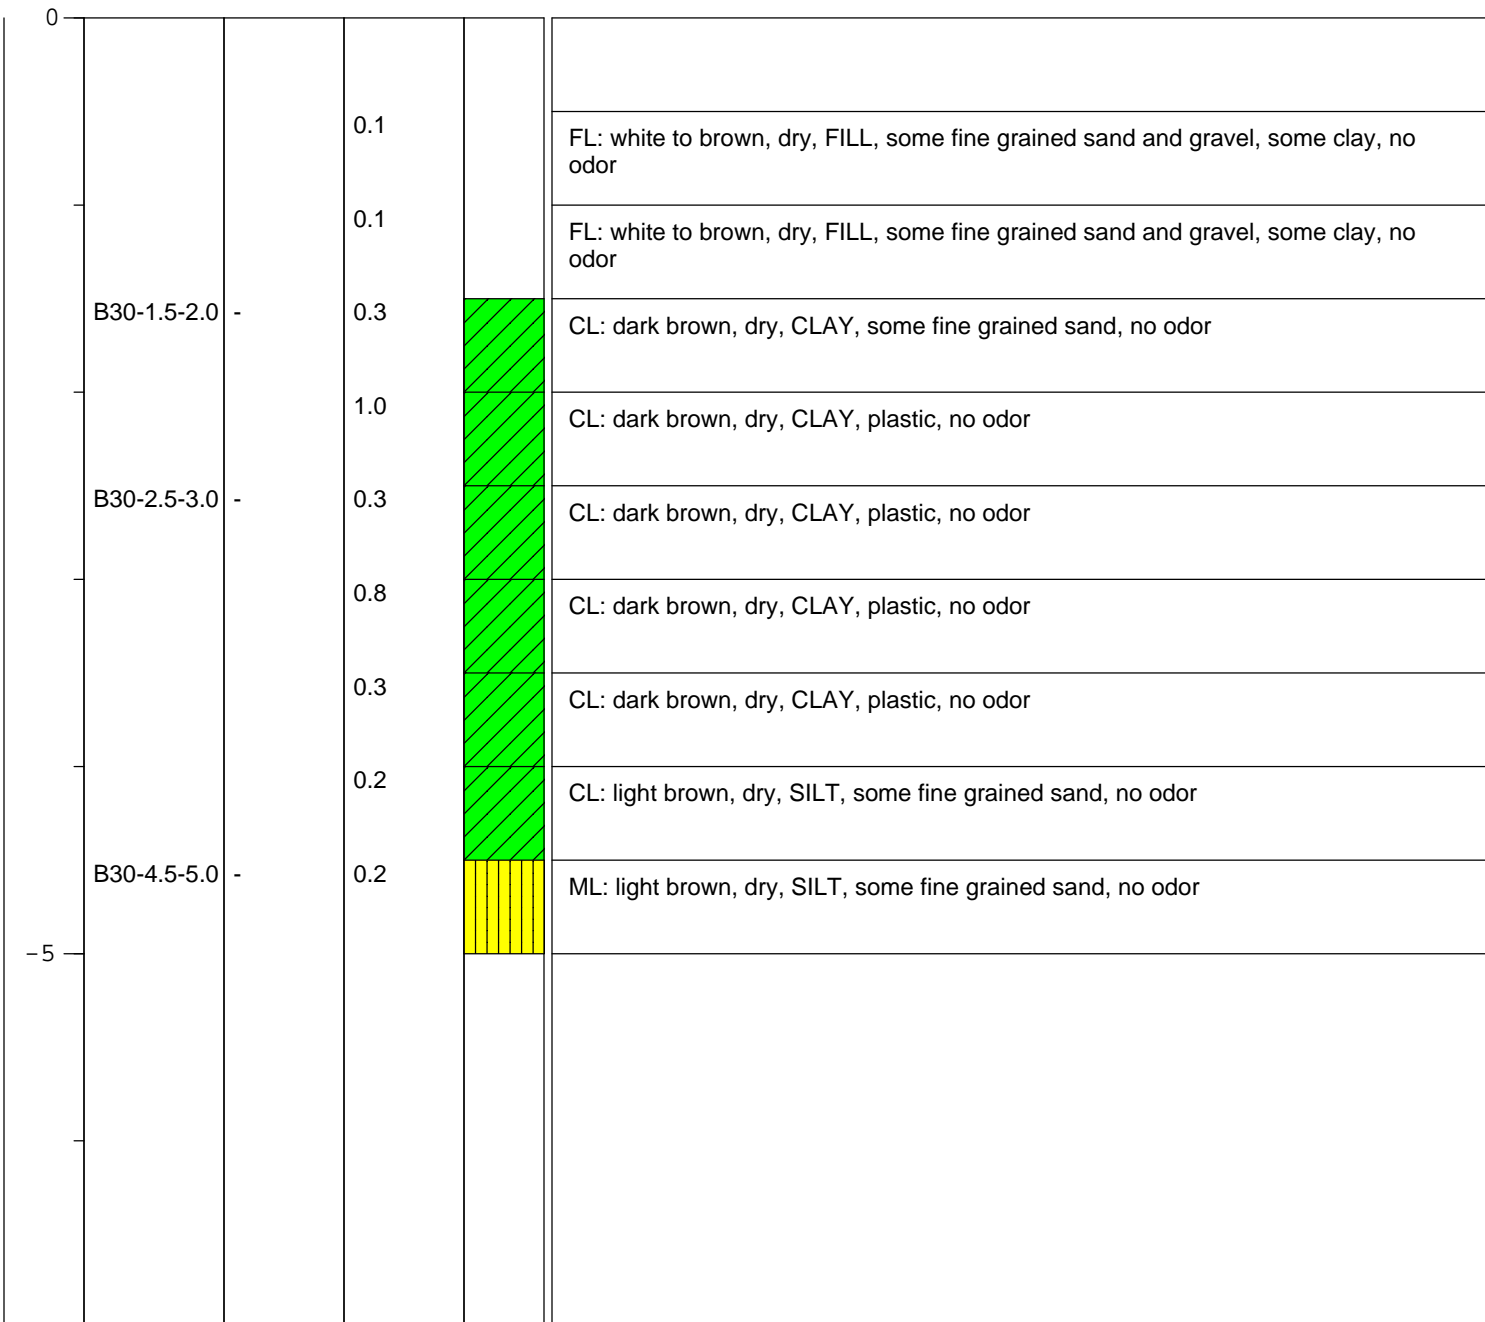 0
0.1
FL: white to brown, dry, FILL, some fine grained sand and gravel, some clay, no
odor
0.1
FL: white to brown, dry, FILL, some fine grained sand and gravel, some clay, no
odor
B30-1.5-2.0 - 0.3 CL: dark brown, dry, CLAY, some fine grained sand, no odor
1.0 CL: dark brown, dry, CLAY, plastic, no odor
B30-2.5-3.0 - 0.3 CL: dark brown, dry, CLAY, plastic, no odor
0.8 CL: dark brown, dry, CLAY, plastic, no odor
0.3 CL: dark brown, dry, CLAY, plastic, no odor
0.2 CL: light brown, dry, SILT, some fine grained sand, no odor
B30-4.5-5.0 - 0.2 ML: light brown, dry, SILT, some fine grained sand, no odor
-5